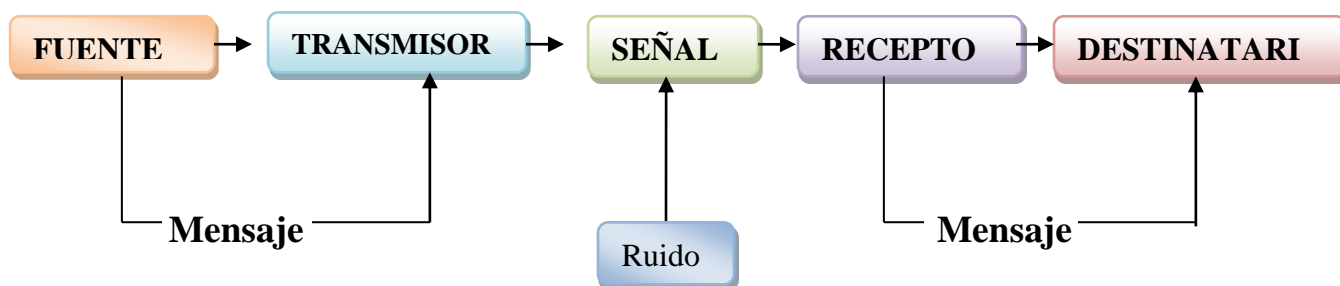 FUENTE
TRANSMISOR
SEÑAL
RECEPTO
DESTINATARI
Mensaje
Mensaje
Ruido